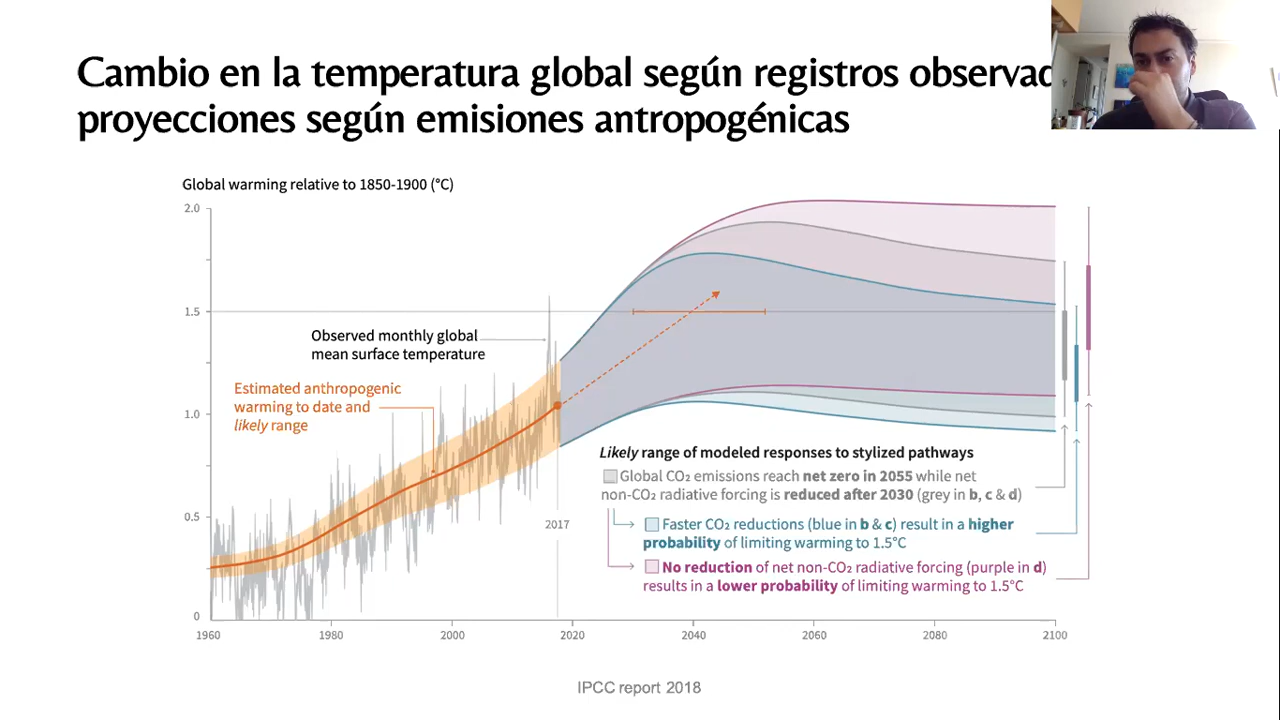 Cambio en la temperatura global según registros
proyecciones según emisiones antropogénicas
Global warming relative to 1850-1900 (°C)
2.0
1.5
1.0
0.5
0
Observed monthly global
mean surface temperature
Estimated anthropogenic
warming to date and
likely range
2017
Likely range of modeled responses to stylized pathways
Global CO₂ emissions reach net zero in 2055 while net
non-CO₂ radiative forcing is reduced after 2030 (grey in b, c & d)
Faster CO₂ reductions (blue in b & c) result in a higher
probability of limiting warming to 1.5°C
No reduction of net non-CO₂ radiative forcing (purple in d)
results in a lower probability of limiting warming to 1.5°C
1960 1980 2000 2020 2040 2060 2080 2100
IPCC report 2018